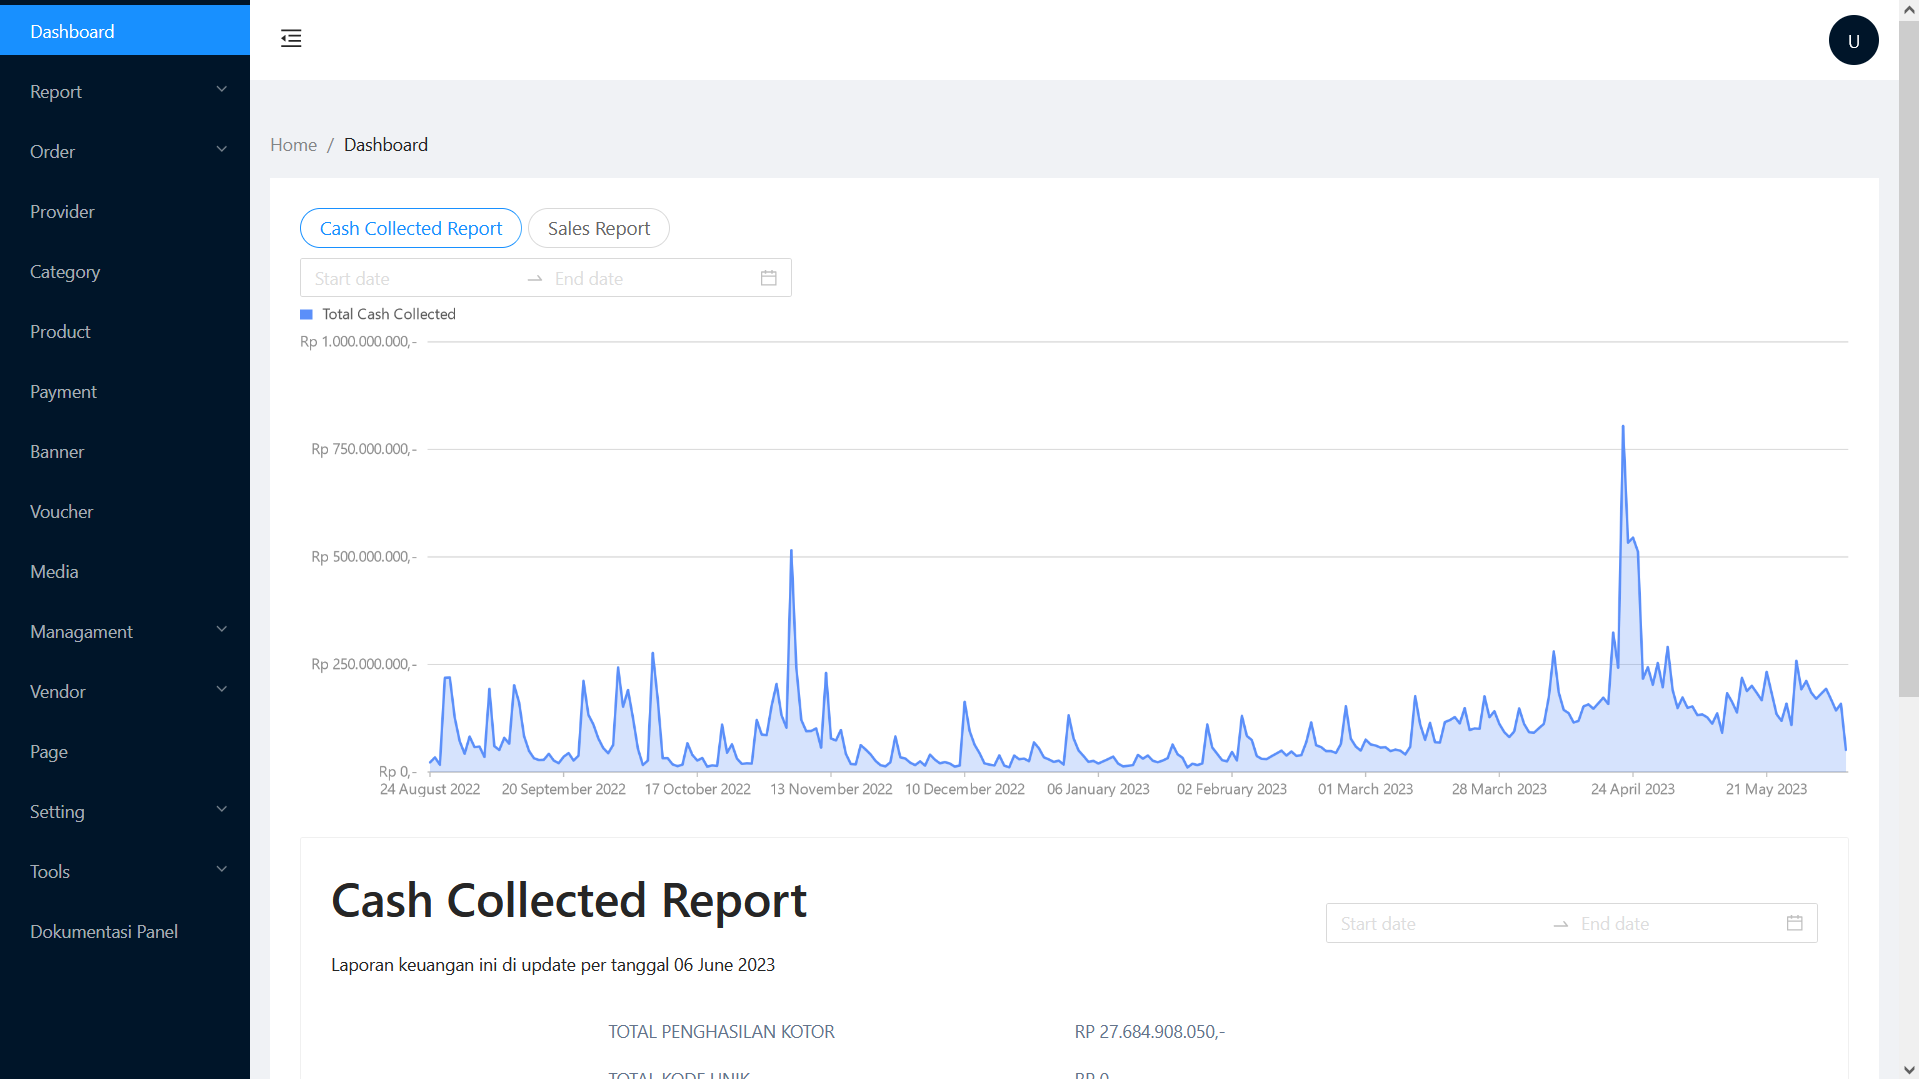 Dashboard
Report
Order
Provider
Category
Product
Payment
Banner
Voucher
Media
Managament
Vendor
Page
Setting
Tools
Dokumentasi Panel
U
Home / Dashboard
Cash Collected Report Sales Report
Start date End date
Total Cash Collected
Rp 1.000.000.000,-
Rp 750.000.000,-
Rp 500.000.000,-
Rp 250.000.000,-
Rp 0,-
24 August 2022 20 September 2022 17 October 2022 13 November 2022 10 December 2022 06 January 2023 02 February 2023 01 March 2023 28 March 2023 24 April 2023 21 May 2023
Cash Collected Report
Start date End date
Laporan keuangan ini di update per tanggal 06 June 2023
TOTAL PENGHASILAN KOTOR RP 27.684.908.050,-
TOTAL KODE UNIK RP 0